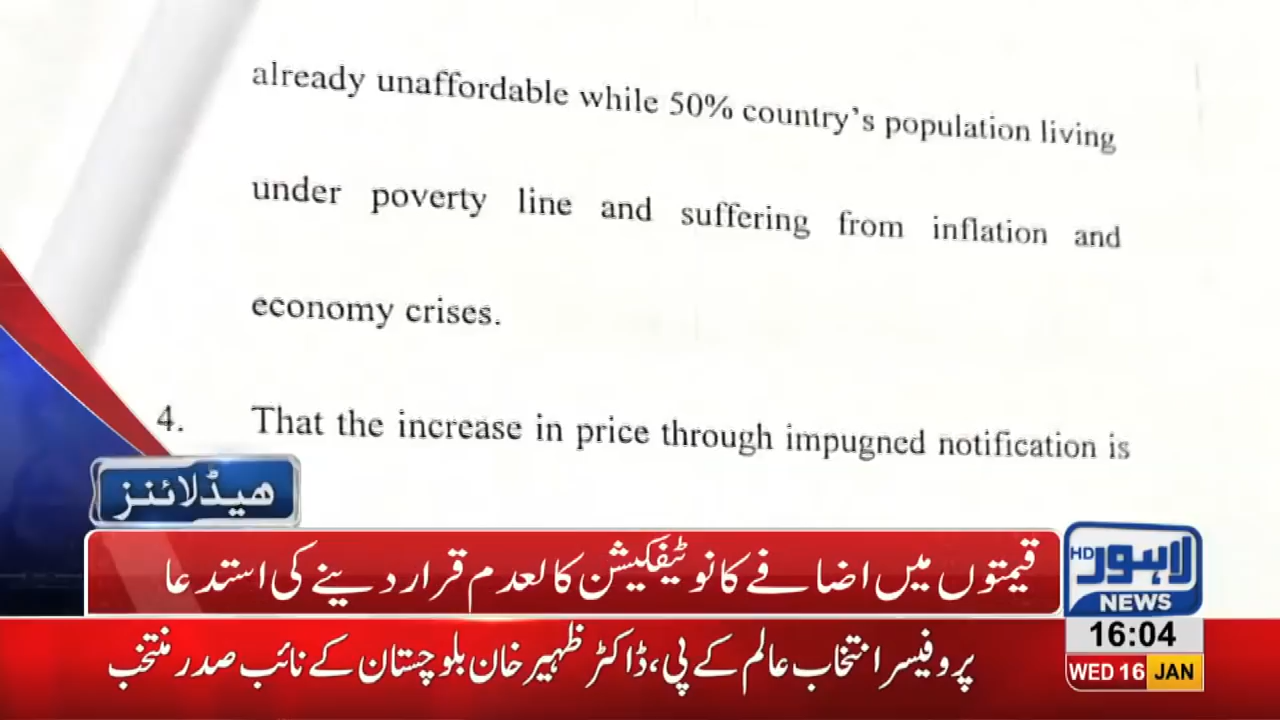 already unaffordable while 50% country's population living
under poverty line and suffering from inflation and
economy crises.
4. That the increase in price through impugned notification is
ھیڈلائنز
قیمتوں میں اضافے کا نوٹیفکیشن کالعدم قرار دینے کی استدعا
HD لاہور
NEWS
16:04
WED 16 JAN
پروفیسر انتخاب عالم کے پی، ڈاکٹر ظہیر خان بلوچستان کے نائب صدر منتخب